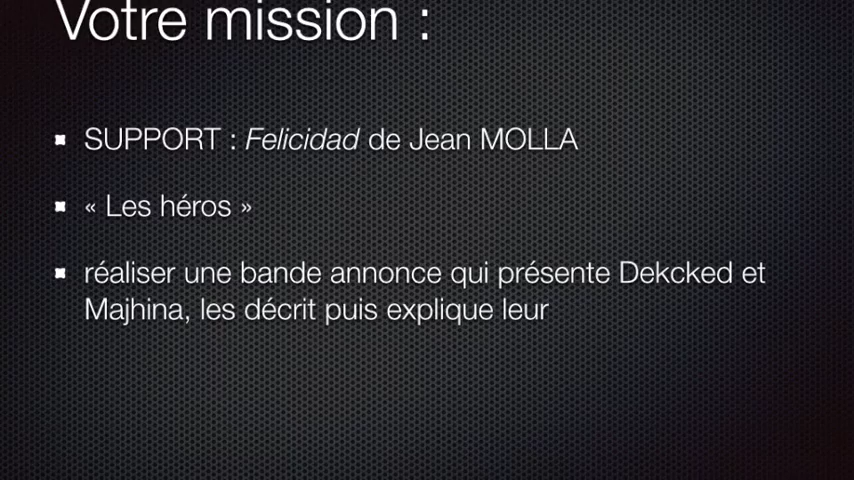 Votre mission :
SUPPORT : Felicidad de Jean MOLLA
« Les héros »
réaliser une bande annonce qui présente Dekcked et
Majhina, les décrit puis explique leur